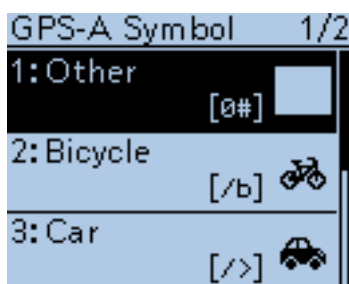 GPS-A Symbol 1/2
1:Other
[0#]
2:Bicycle
[/b]
3:Car
[/>]